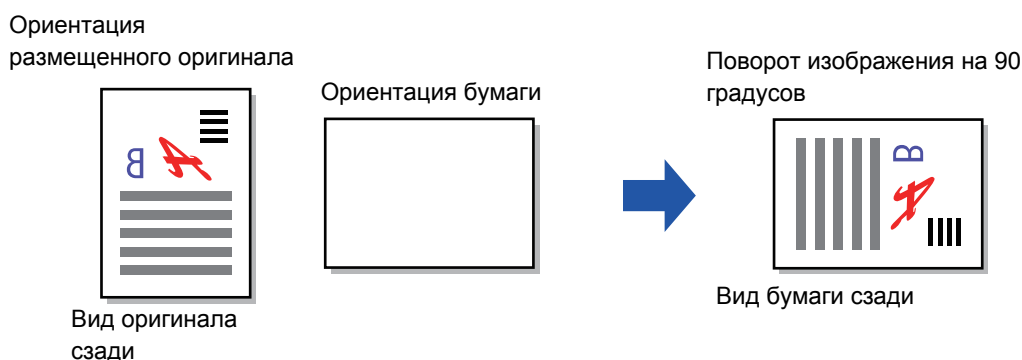 Ориентация
размещенного оригинала
Ориентация бумаги
Поворот изображения на 90
градусов
B A
B
A
Вид оригинала
сзади
Вид бумаги сзади